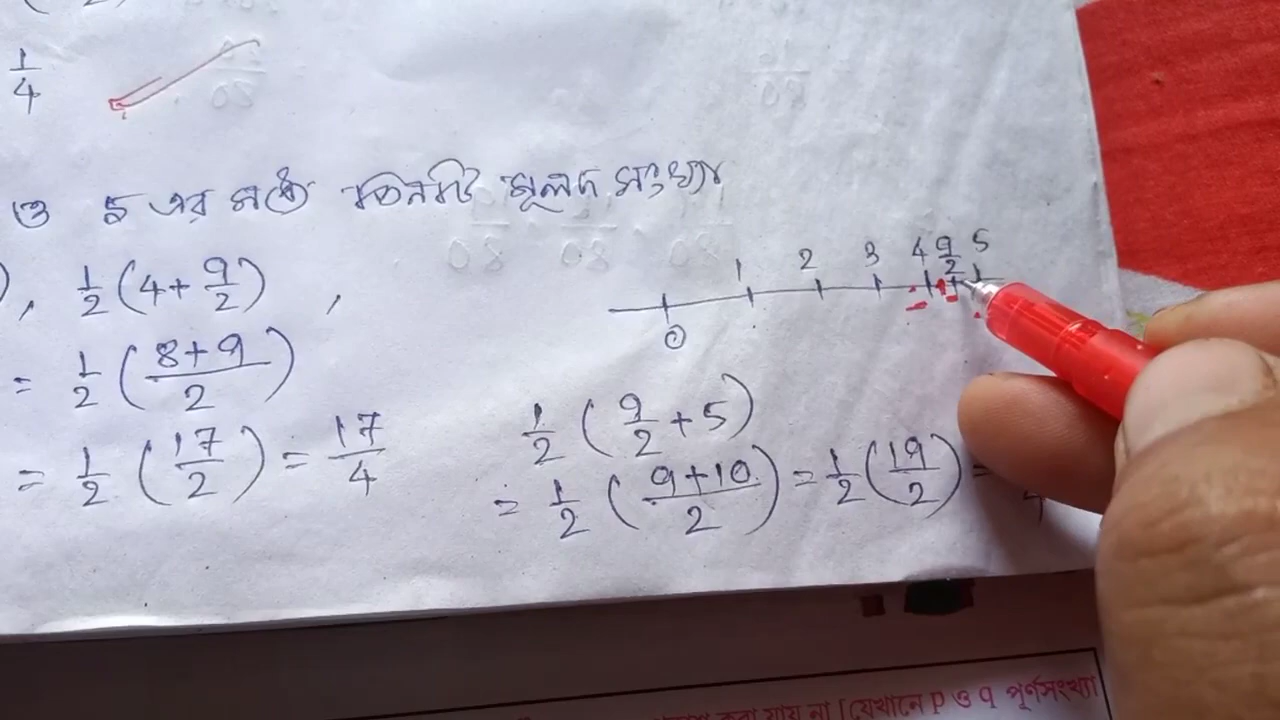 1/4
ও 5 এর মধ্যে তিনটি মূলদ সংখ্যা
1 2 3 4 9/2 5
0
), 1/2 (4 + 9/2) ,
= 1/2 ((8+9)/2)
= 1/2 (17/2) = 17/4
1/2 (9/2 + 5)
= 1/2 ((9+10)/2) = 1/2 (19/2) =
করা যায় না [যেখানে p ও q পূর্ণসংখ্যা